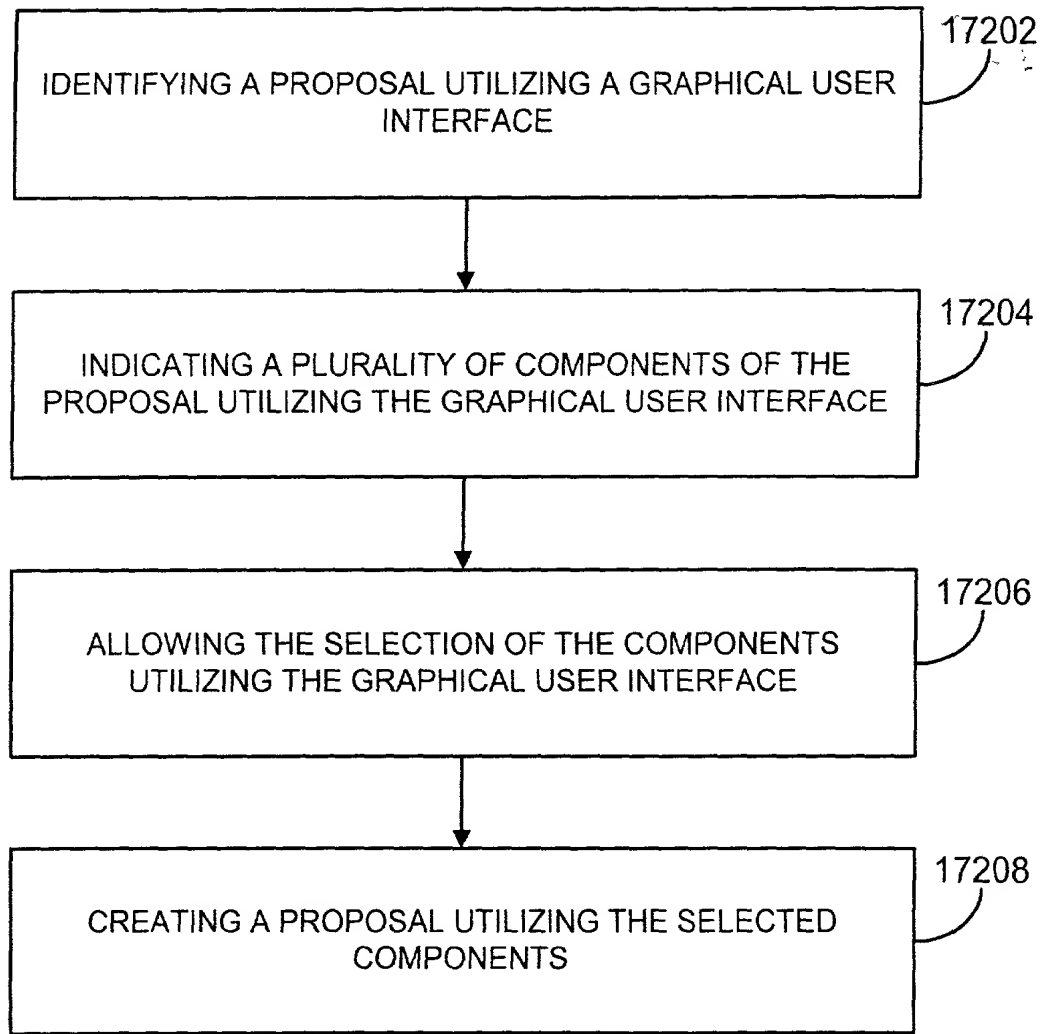 17202
IDENTIFYING A PROPOSAL UTILIZING A GRAPHICAL USER
INTERFACE
17204
INDICATING A PLURALITY OF COMPONENTS OF THE
PROPOSAL UTILIZING THE GRAPHICAL USER INTERFACE
17206
ALLOWING THE SELECTION OF THE COMPONENTS
UTILIZING THE GRAPHICAL USER INTERFACE
17208
CREATING A PROPOSAL UTILIZING THE SELECTED
COMPONENTS